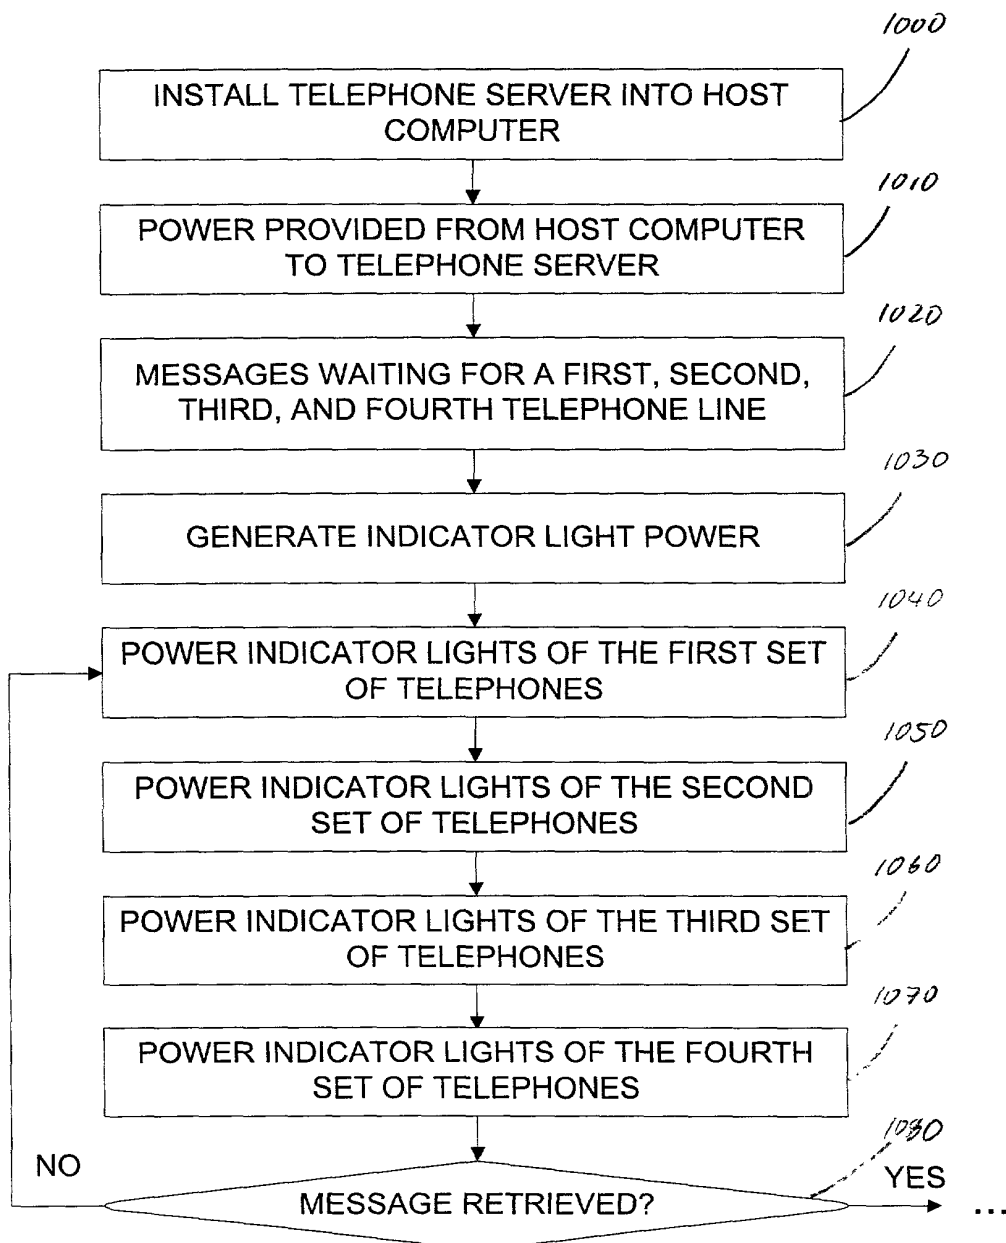 1000
INSTALL TELEPHONE SERVER INTO HOST
COMPUTER
1010
POWER PROVIDED FROM HOST COMPUTER
TO TELEPHONE SERVER
1020
MESSAGES WAITING FOR A FIRST, SECOND,
THIRD, AND FOURTH TELEPHONE LINE
1030
GENERATE INDICATOR LIGHT POWER
1040
POWER INDICATOR LIGHTS OF THE FIRST SET
OF TELEPHONES
1050
POWER INDICATOR LIGHTS OF THE SECOND
SET OF TELEPHONES
1060
POWER INDICATOR LIGHTS OF THE THIRD SET
OF TELEPHONES
1070
POWER INDICATOR LIGHTS OF THE FOURTH
SET OF TELEPHONES
1080
NO
YES
MESSAGE RETRIEVED?
...